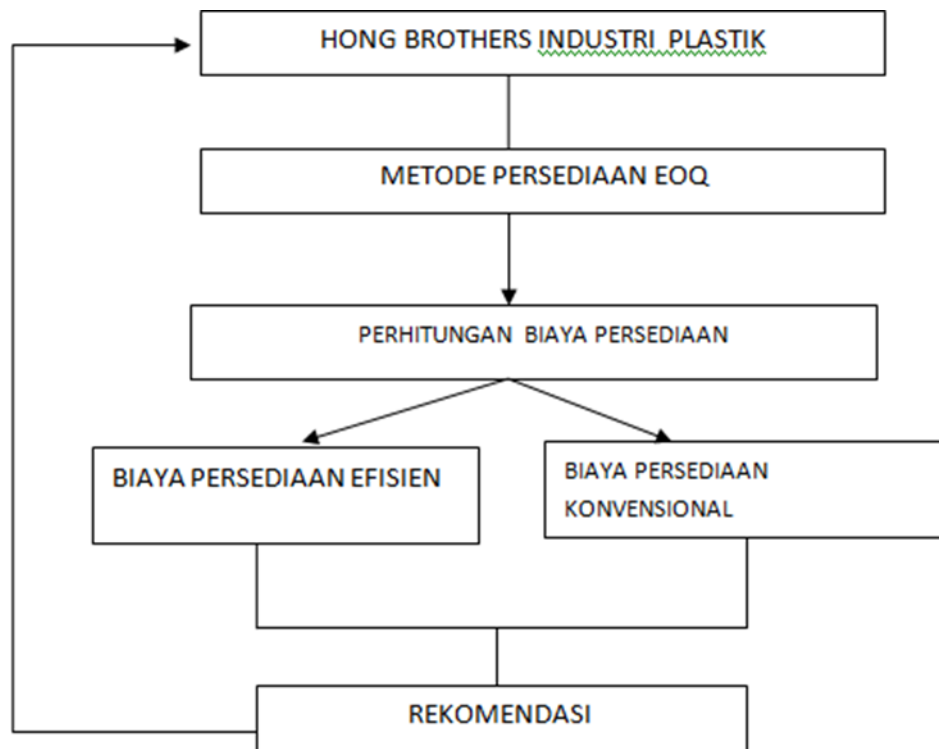 HONG BROTHERS INDUSTRI PLASTIK
METODE PERSEDIAAN EOQ
PERHITUNGAN BIAYA PERSEDIAAN
BIAYA PERSEDIAAN EFISIEN
BIAYA PERSEDIAAN
KONVENSIONAL
REKOMENDASI